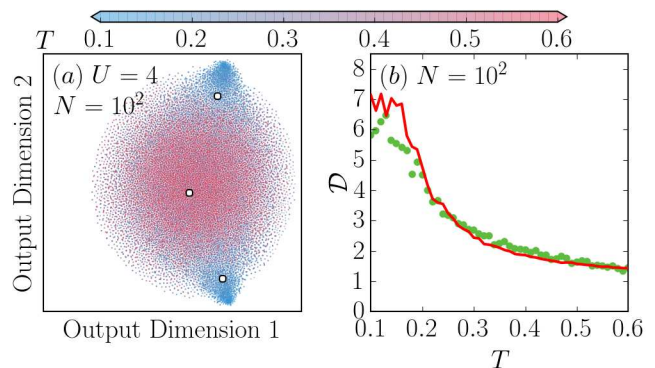 T 0.1 0.2 0.3 0.4 0.5 0.6
(a) U = 4
N = 10²
Output Dimension 2
Output Dimension 1
(b) N = 10²
8
7
6
5
4
3
2
1
0
𝒟
0.1 0.2 0.3 0.4 0.5 0.6
T